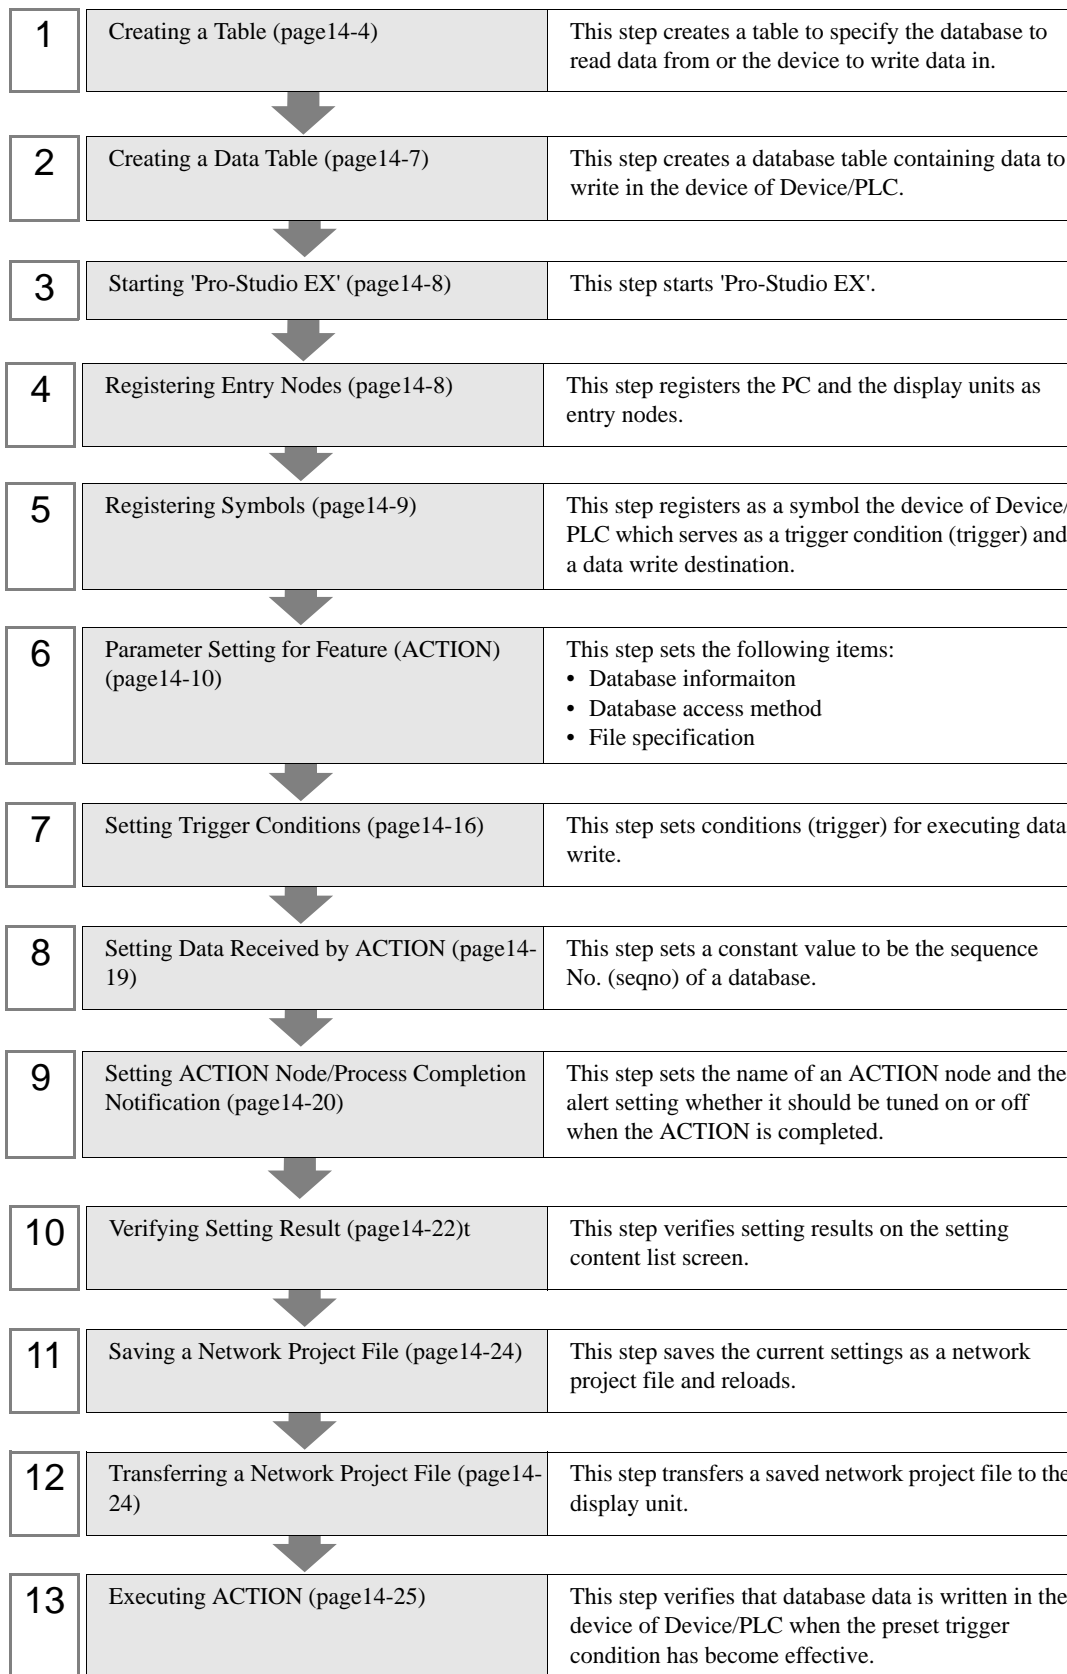 1
Creating a Table (page14-4)
This step creates a table to specify the database to
read data from or the device to write data in.
2
Creating a Data Table (page14-7)
This step creates a database table containing data to
write in the device of Device/PLC.
3
Starting 'Pro-Studio EX' (page14-8)
This step starts 'Pro-Studio EX'.
4
Registering Entry Nodes (page14-8)
This step registers the PC and the display units as
entry nodes.
5
Registering Symbols (page14-9)
This step registers as a symbol the device of Device/
PLC which serves as a trigger condition (trigger) and
a data write destination.
6
Parameter Setting for Feature (ACTION)
(page14-10)
This step sets the following items:
• Database informaiton
• Database access method
• File specification
7
Setting Trigger Conditions (page14-16)
This step sets conditions (trigger) for executing data
write.
8
Setting Data Received by ACTION (page14-
19)
This step sets a constant value to be the sequence
No. (seqno) of a database.
9
Setting ACTION Node/Process Completion
Notification (page14-20)
This step sets the name of an ACTION node and the
alert setting whether it should be tuned on or off
when the ACTION is completed.
10
Verifying Setting Result (page14-22)t
This step verifies setting results on the setting
content list screen.
11
Saving a Network Project File (page14-24)
This step saves the current settings as a network
project file and reloads.
12
Transferring a Network Project File (page14-
24)
This step transfers a saved network project file to the
display unit.
13
Executing ACTION (page14-25)
This step verifies that database data is written in the
device of Device/PLC when the preset trigger
condition has become effective.